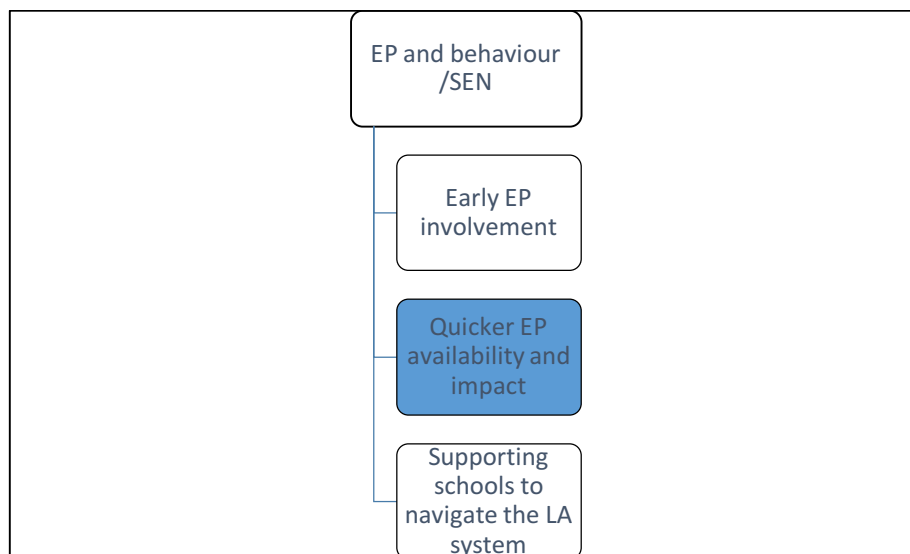 EP and behaviour
/SEN
Early EP
involvement
Quicker EP
availability and
impact
Supporting
schools to
navigate the LA
system